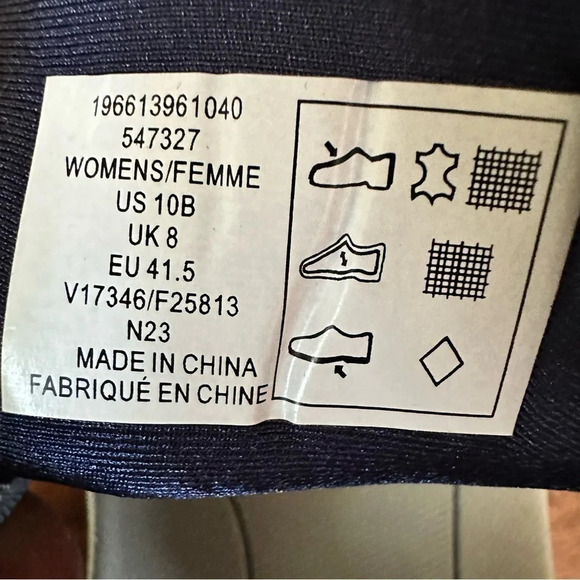 196613961040
547327
WOMENS/FEMME
US 10B
UK 8
EU 41.5
V17346/F25813
N23
MADE IN CHINA
FABRIQUÉ EN CHINE